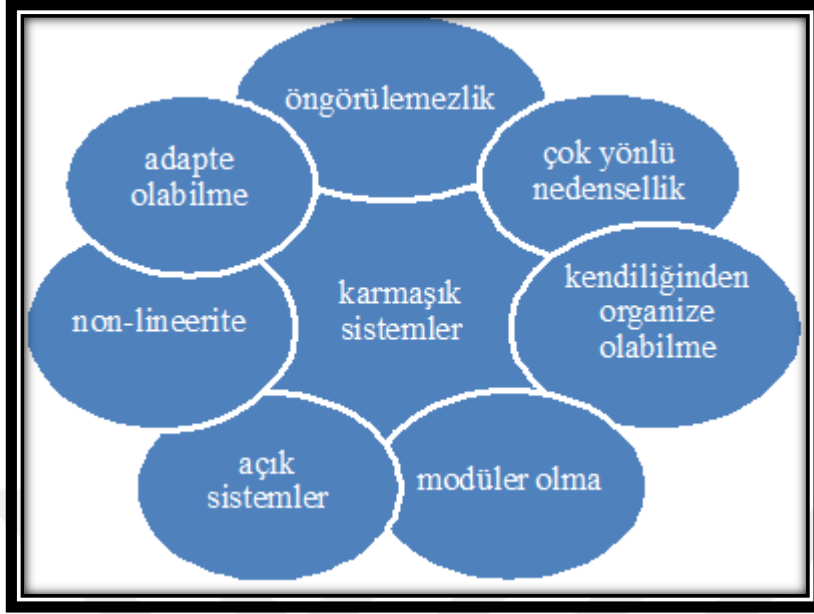 öngörülemezlik
çok yönlü
nedensellik
kendiliğinden
organize
olabilme
modüler olma
açık
sistemler
non-lineerite
adapte
olabilme
karmaşık
sistemler